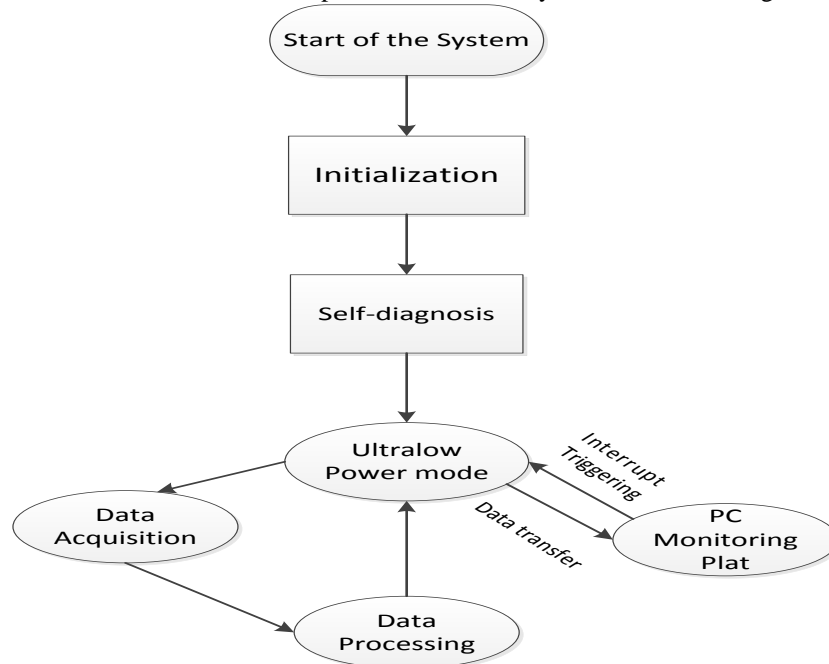 Start of the System
Initialization
Self-diagnosis
Ultralow
Power mode
Interrupt
Triggering
Data transfer
Data
Acquisition
PC
Monitoring
Plat
Data
Processing